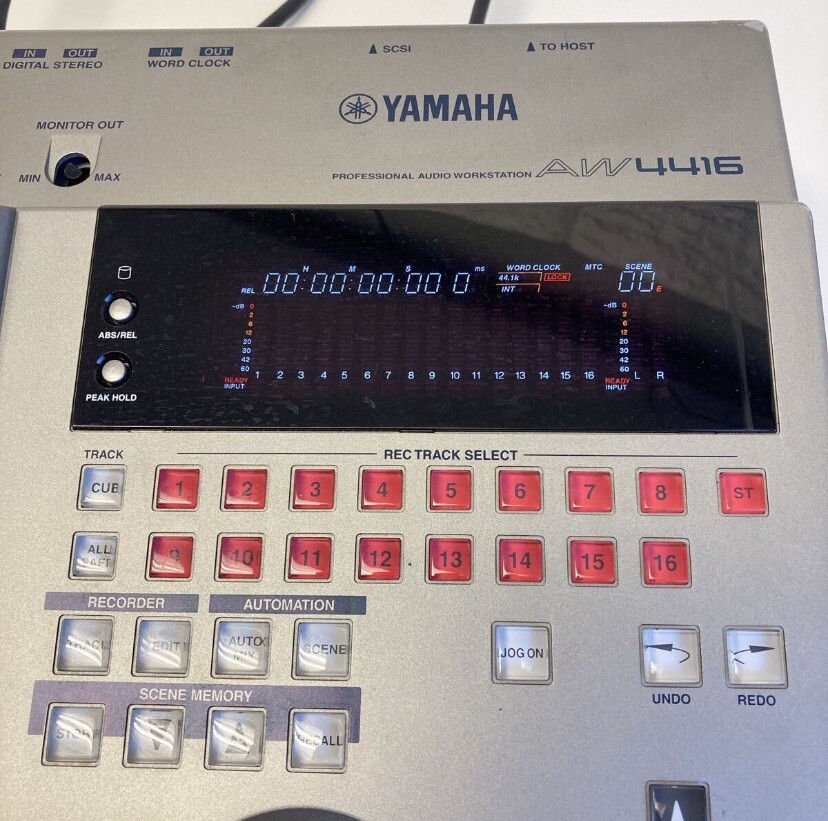 IN OUT IN OUT ▲ SCSI ▲ TO HOST
DIGITAL STEREO WORD CLOCK
YAMAHA
MONITOR OUT
MIN MAX
PROFESSIONAL AUDIO WORKSTATION AW4416
H M S ms WORD CLOCK MTC SCENE
REL 00:00:00:00 0 44.1k LOCK 00 E
INT
-dB 0 -dB 0
2 2
6 6
12 12
20 20
30 30
42 42
60 60
1 2 3 4 5 6 7 8 9 10 11 12 13 14 15 16 L R
READY READY
INPUT INPUT
ABS/REL
PEAK HOLD
TRACK REC TRACK SELECT
CUE 1 2 3 4 5 6 7 8 ST
ALL SAFE 9 10 11 12 13 14 15 16
RECORDER AUTOMATION
TRACK EDIT AUTO MIX SCENE JOG ON
UNDO REDO
SCENE MEMORY
STORE RECALL